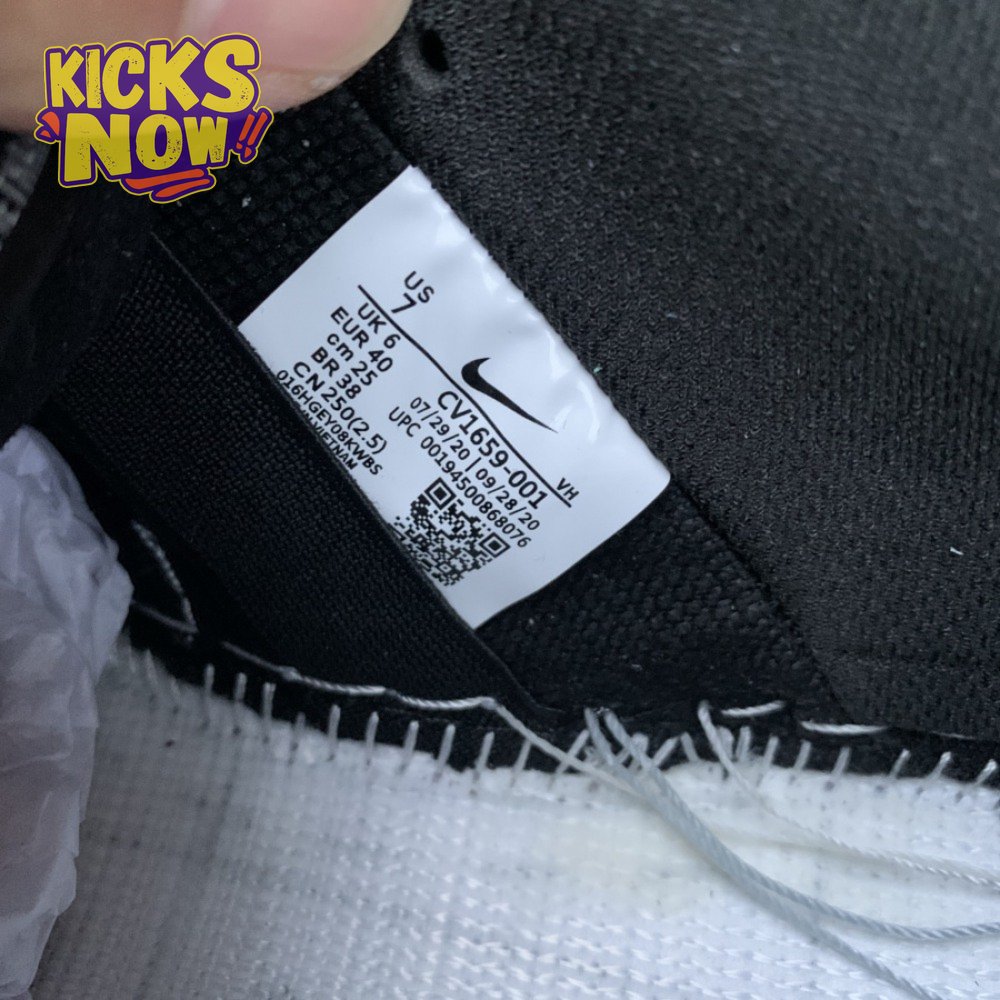 KICKS
NOW!!
US
7
UK 6
EUR 40
cm 25
BR 38
CN 250(2.5)
016HGEY08KWBS
VIETNAM
CV1659-001
VH
07/29/20 | 09/28/20
UPC 00194500868076